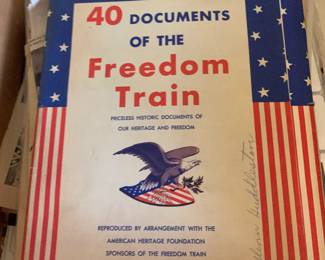 40 DOCUMENTS
OF THE
Freedom
Train
PRICELESS HISTORIC DOCUMENTS OF
OUR HERITAGE AND FREEDOM
REPRODUCED BY ARRANGEMENT WITH THE
AMERICAN HERITAGE FOUNDATION
SPONSORS OF THE FREEDOM TRAIN
Huddleston